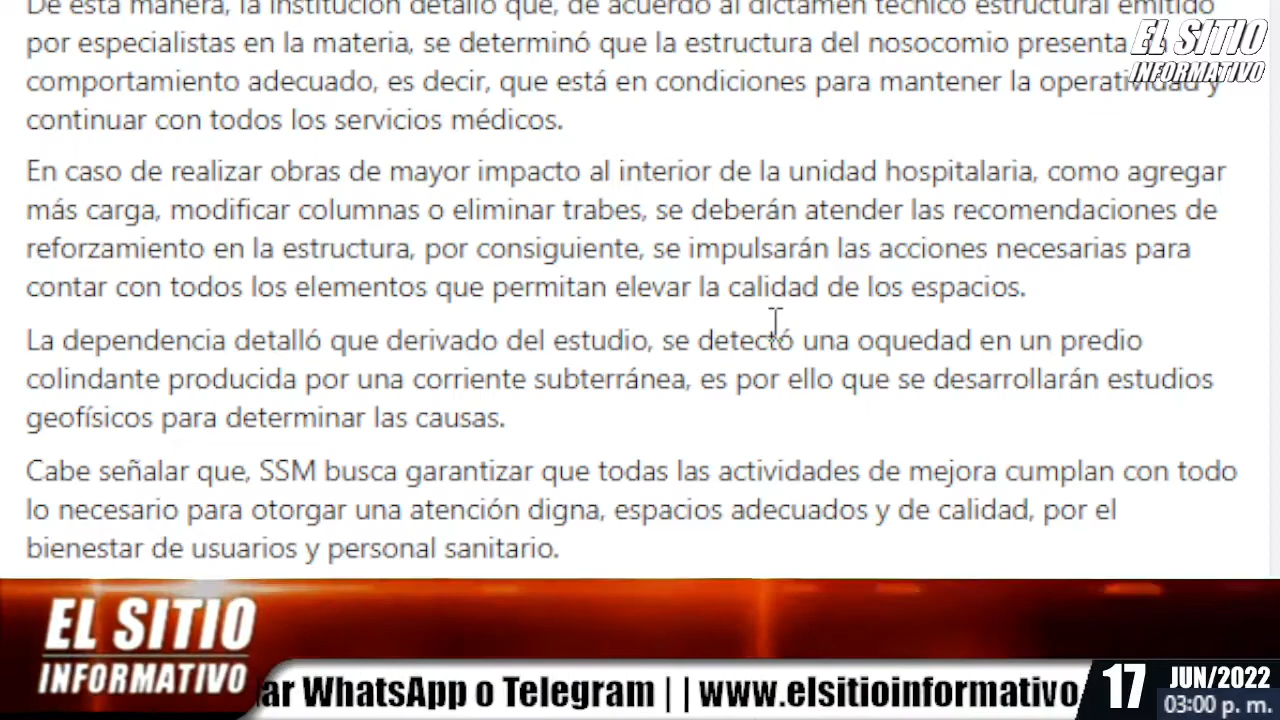 De esta manera, la institución detalló que, de acuerdo al dictamen técnico estructural emitido
por especialistas en la materia, se determinó que la estructura del nosocomio presenta
comportamiento adecuado, es decir, que está en condiciones para mantener la operatividad y
continuar con todos los servicios médicos.
EL SITIO
INFORMATIVO
En caso de realizar obras de mayor impacto al interior de la unidad hospitalaria, como agregar
más carga, modificar columnas o eliminar trabes, se deberán atender las recomendaciones de
reforzamiento en la estructura, por consiguiente, se impulsarán las acciones necesarias para
contar con todos los elementos que permitan elevar la calidad de los espacios.
La dependencia detalló que derivado del estudio, se detectó una oquedad en un predio
colindante producida por una corriente subterránea, es por ello que se desarrollarán estudios
geofísicos para determinar las causas.
Cabe señalar que, SSM busca garantizar que todas las actividades de mejora cumplan con todo
lo necesario para otorgar una atención digna, espacios adecuados y de calidad, por el
bienestar de usuarios y personal sanitario.
EL SITIO
INFORMATIVO
ar WhatsApp o Telegram | | www.elsitioinformativo
17
JUN/2022
03:00 p. m.